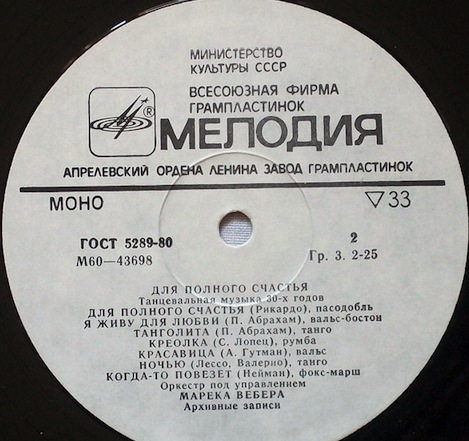 МИНИСТЕРСТВО
КУЛЬТУРЫ СССР
ВСЕСОЮЗНАЯ ФИРМА
ГРАМПЛАСТИНОК
®
МЕЛОДИЯ
АПРЕЛЕВСКИЙ ОРДЕНА ЛЕНИНА ЗАВОД ГРАМПЛАСТИНОК
МОНО ▽33
ГОСТ 5289-80 2
М60—43698 Гр. 3. 2-25
ДЛЯ ПОЛНОГО СЧАСТЬЯ
Танцевальная музыка 30-х годов
ДЛЯ ПОЛНОГО СЧАСТЬЯ (Рикардо), пасодобль
Я ЖИВУ ДЛЯ ЛЮБВИ (П. Абрахам), вальс-бостон
ТАНГОЛИТА (П. Абрахам), танго
КРЕОЛКА (С. Лопец), румба
КРАСАВИЦА (А. Гутман), вальс
НОЧЬЮ (Лессо, Валерио), танго
КОГДА-ТО ПОВЕЗЕТ (Нейман), фокс-марш
Оркестр под управлением
МАРЕКА ВЕБЕРА
Архивные записи